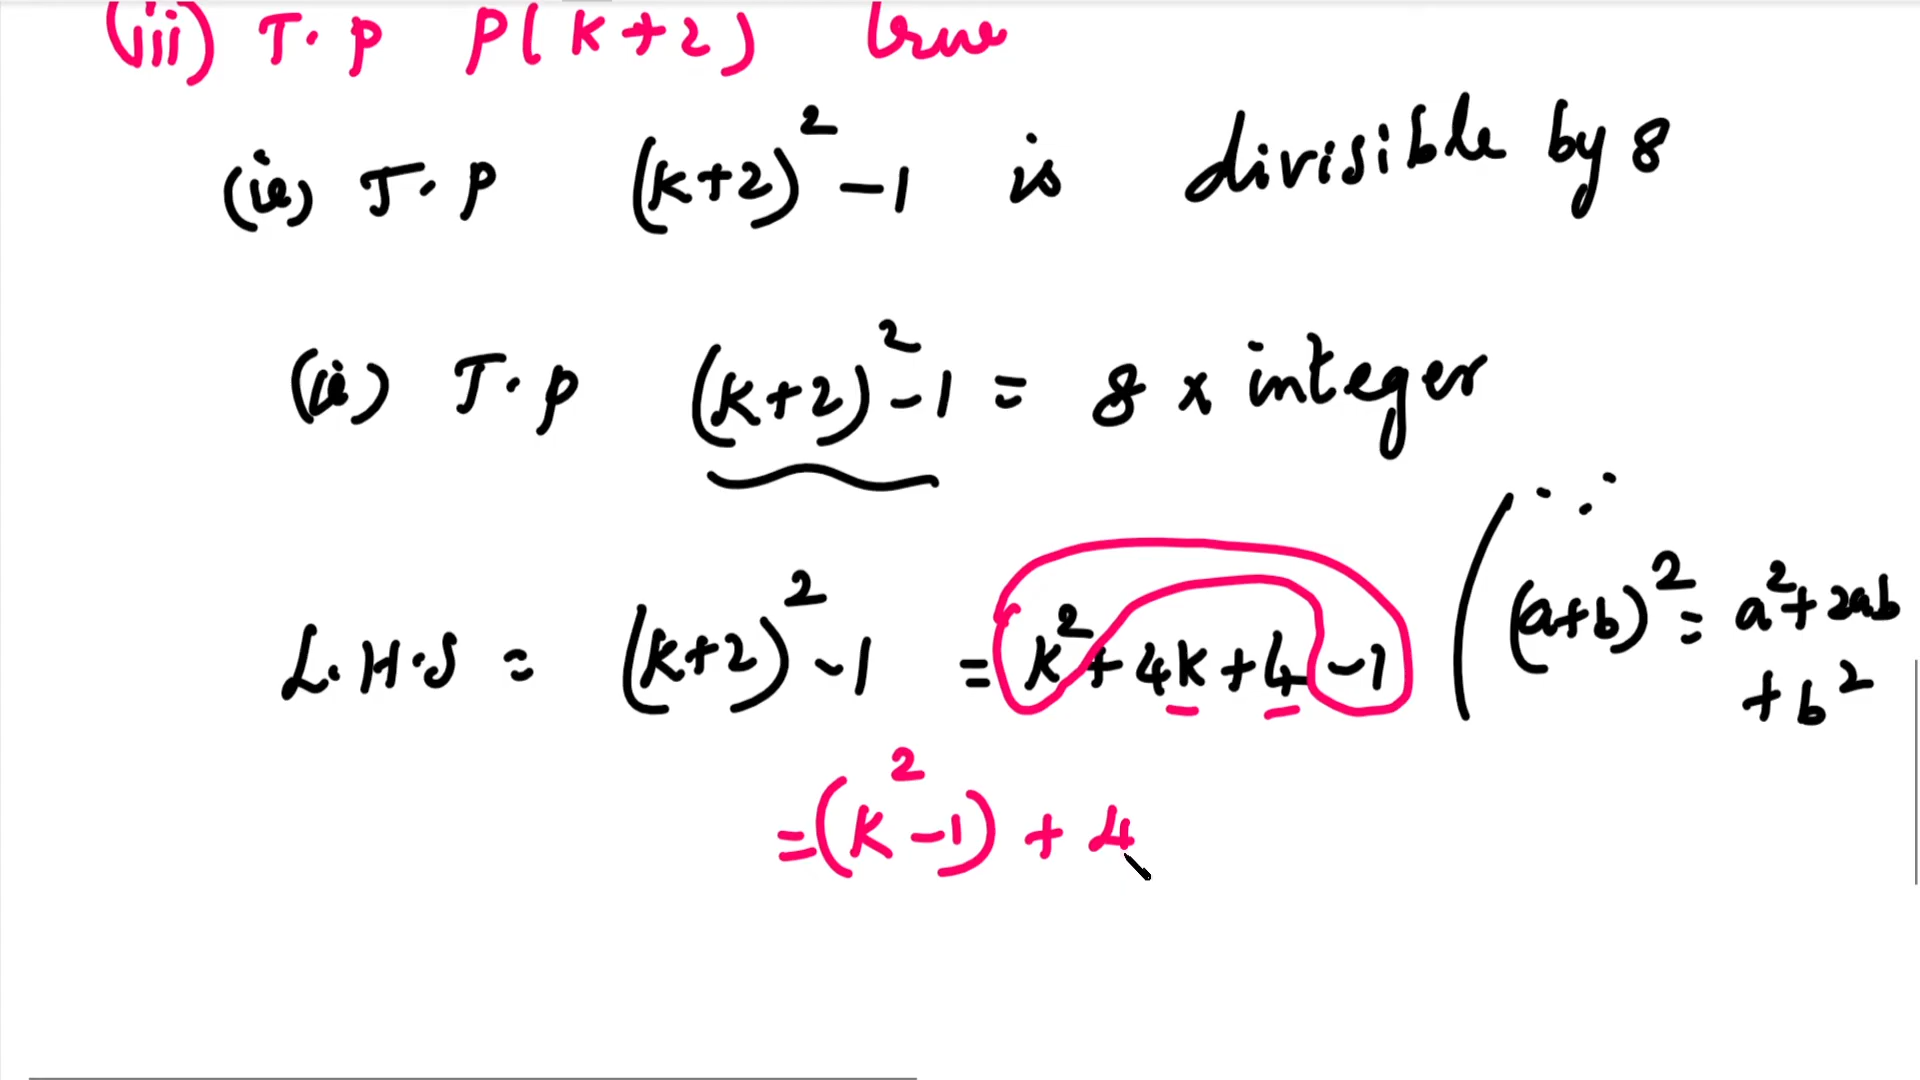 (iii) T.p P(k+2) true
(ie) T.p (k+2)² -1 is divisible by 8
(ie) T.p (k+2)² -1 = 8 x integer
L.H.S = (k+2)² -1 = k² + 4k + 4 - 1 (∵
(a+b)² = a² + 2ab
+ b²
= (k² -1) + 4